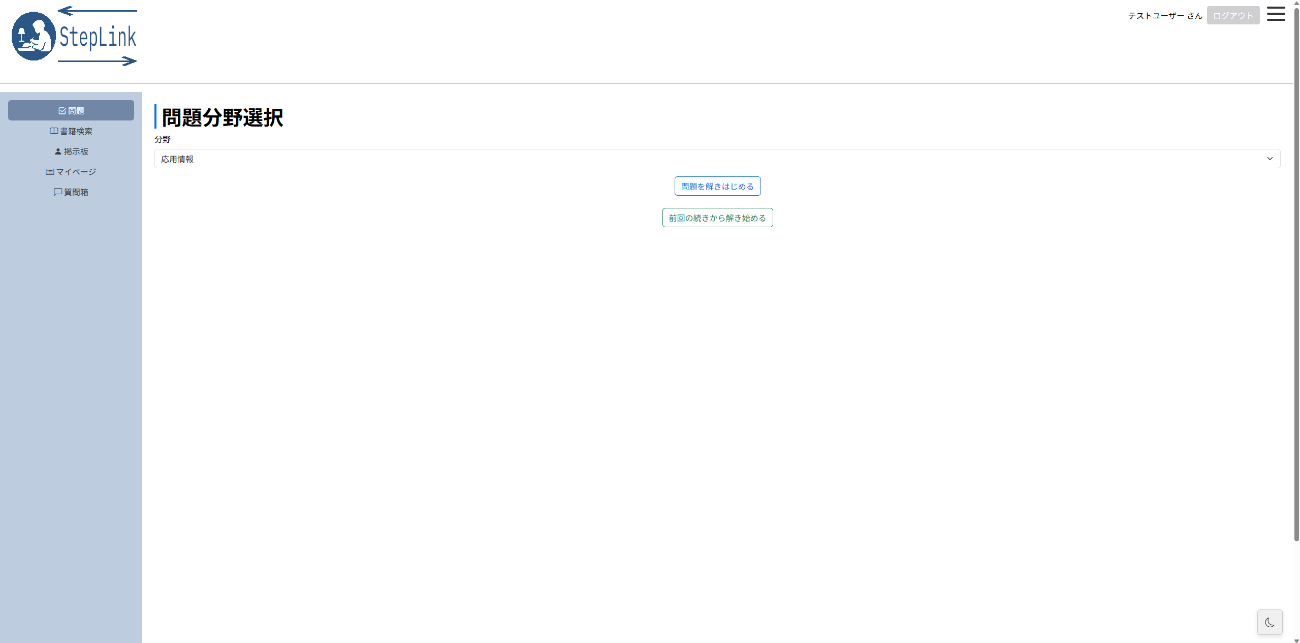 StepLink
テストユーザー さん
ログアウト
問題
書籍検索
掲示板
マイページ
質問箱
問題分野選択
分野
応用情報
問題を解きはじめる
前回の続きから解き始める